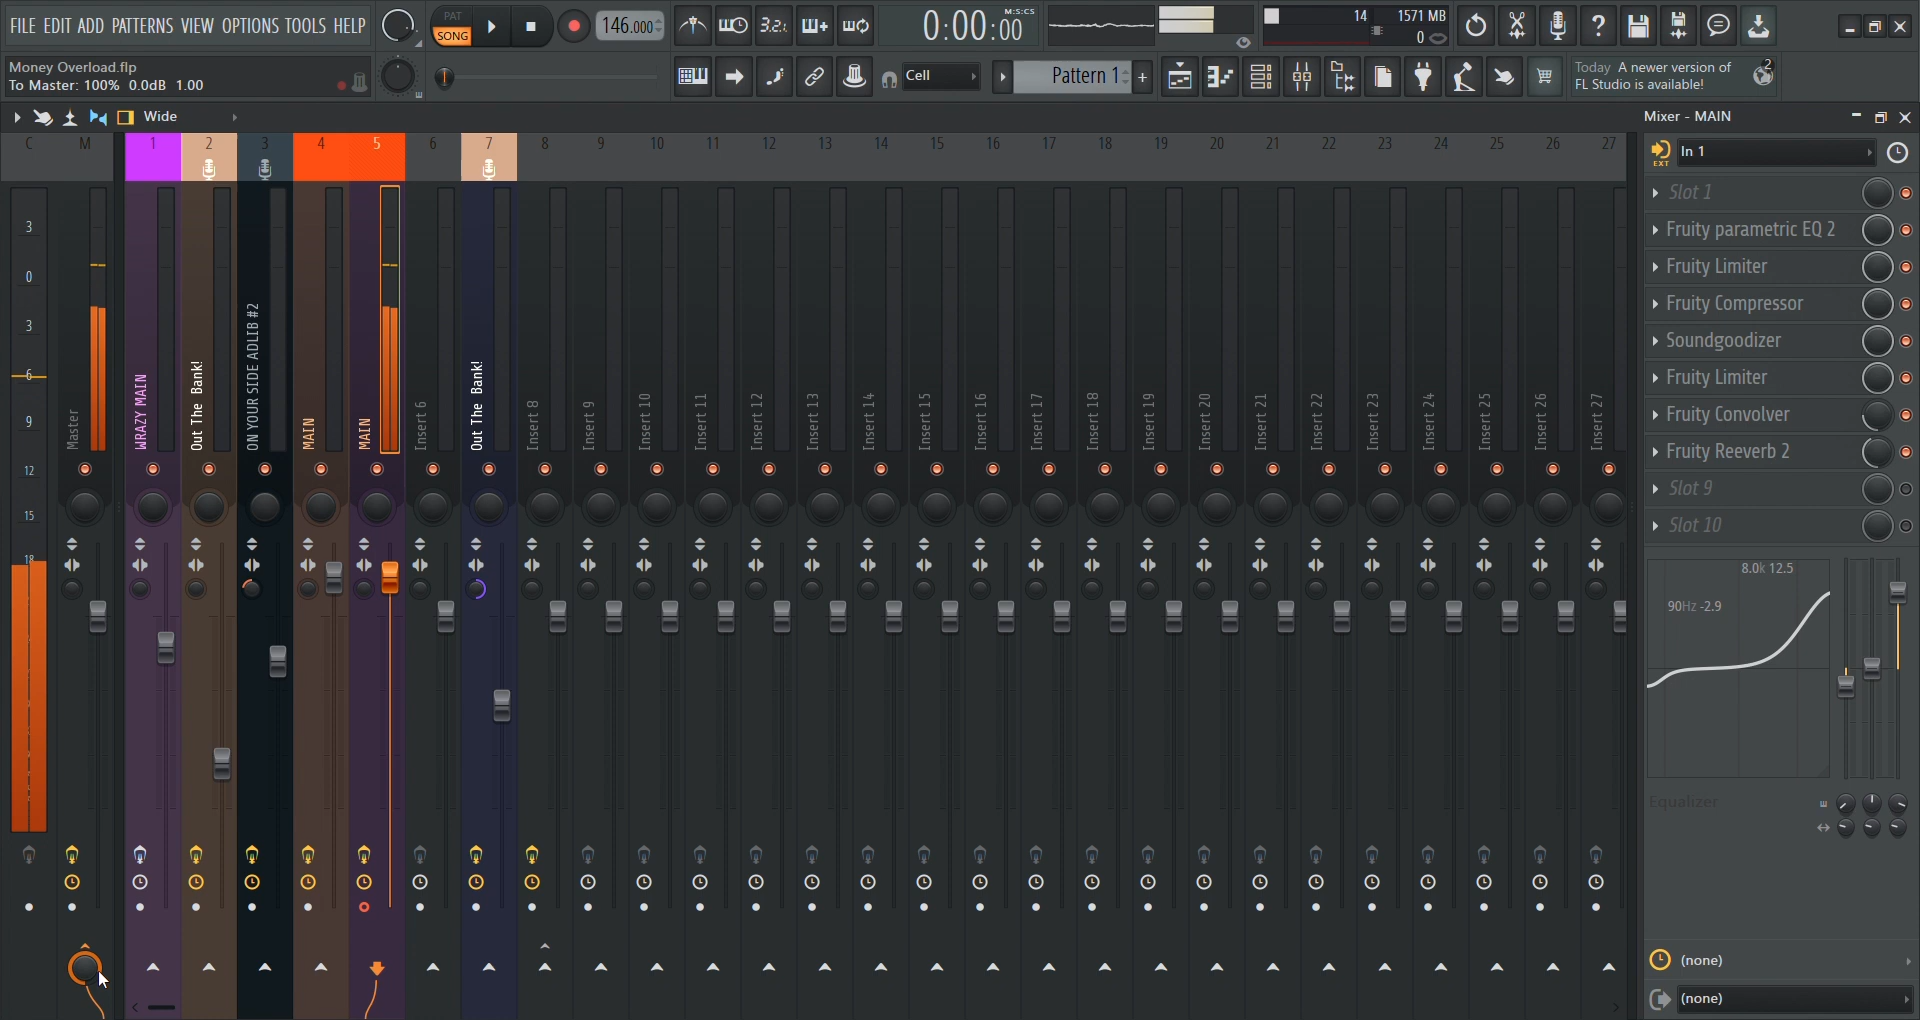 FILE EDIT ADD PATTERNS VIEW OPTIONS TOOLS HELP
PAT
SONG
146.000
3.2.
0:00:00
M:S:CS
14
1571 MB
0
Money Overload.flp
To Master: 100% 0.0dB 1.00
Cell
Pattern 1
+
Today A newer version of
FL Studio is available!
2
Wide
Mixer - MAIN
C M 1 2 3 4 5 6 7 8 9 10 11 12 13 14 15 16 17 18 19 20 21 22 23 24 25 26 27
EXT
In 1
3
0
3
6
9
12
15
18
Master
WRAZY MAIN
Out The Bank!
ON YOUR SIDE ADLIB #2
MAIN
MAIN
Insert 6
Out The Bank!
Insert 8
Insert 9
Insert 10
Insert 11
Insert 12
Insert 13
Insert 14
Insert 15
Insert 16
Insert 17
Insert 18
Insert 19
Insert 20
Insert 21
Insert 22
Insert 23
Insert 24
Insert 25
Insert 26
Insert 27
Slot 1
Fruity parametric EQ 2
Fruity Limiter
Fruity Compressor
Soundgoodizer
Fruity Limiter
Fruity Convolver
Fruity Reeverb 2
Slot 9
Slot 10
8.0k 12.5
90Hz -2.9
Equalizer
(none)
(none)